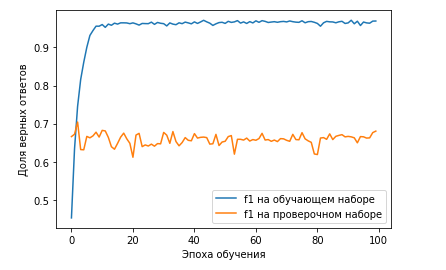 0.9
0.8
0.7
0.6
0.5
Доля верных ответов
f1 на обучающем наборе
f1 на проверочном наборе
0 20 40 60 80 100
Эпоха обучения